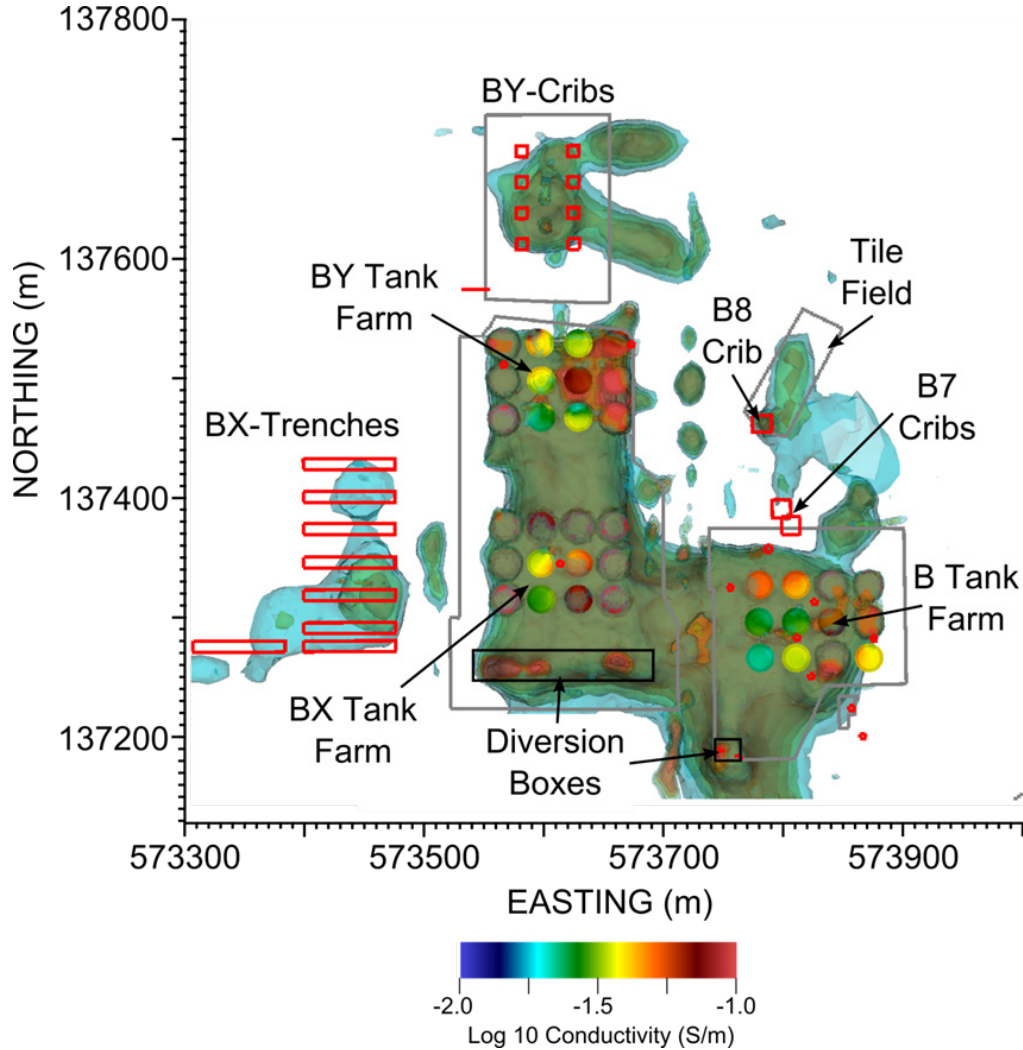 137800
BY-Cribs
137600
BY Tank
Farm
Tile
Field
B8
Crib
B7
Cribs
NORTHING (m)
BX-Trenches
137400
B Tank
Farm
BX Tank
Farm
Diversion
Boxes
137200
573300
573500
573700
573900
EASTING (m)
-2.0
-1.5
-1.0
Log 10 Conductivity (S/m)